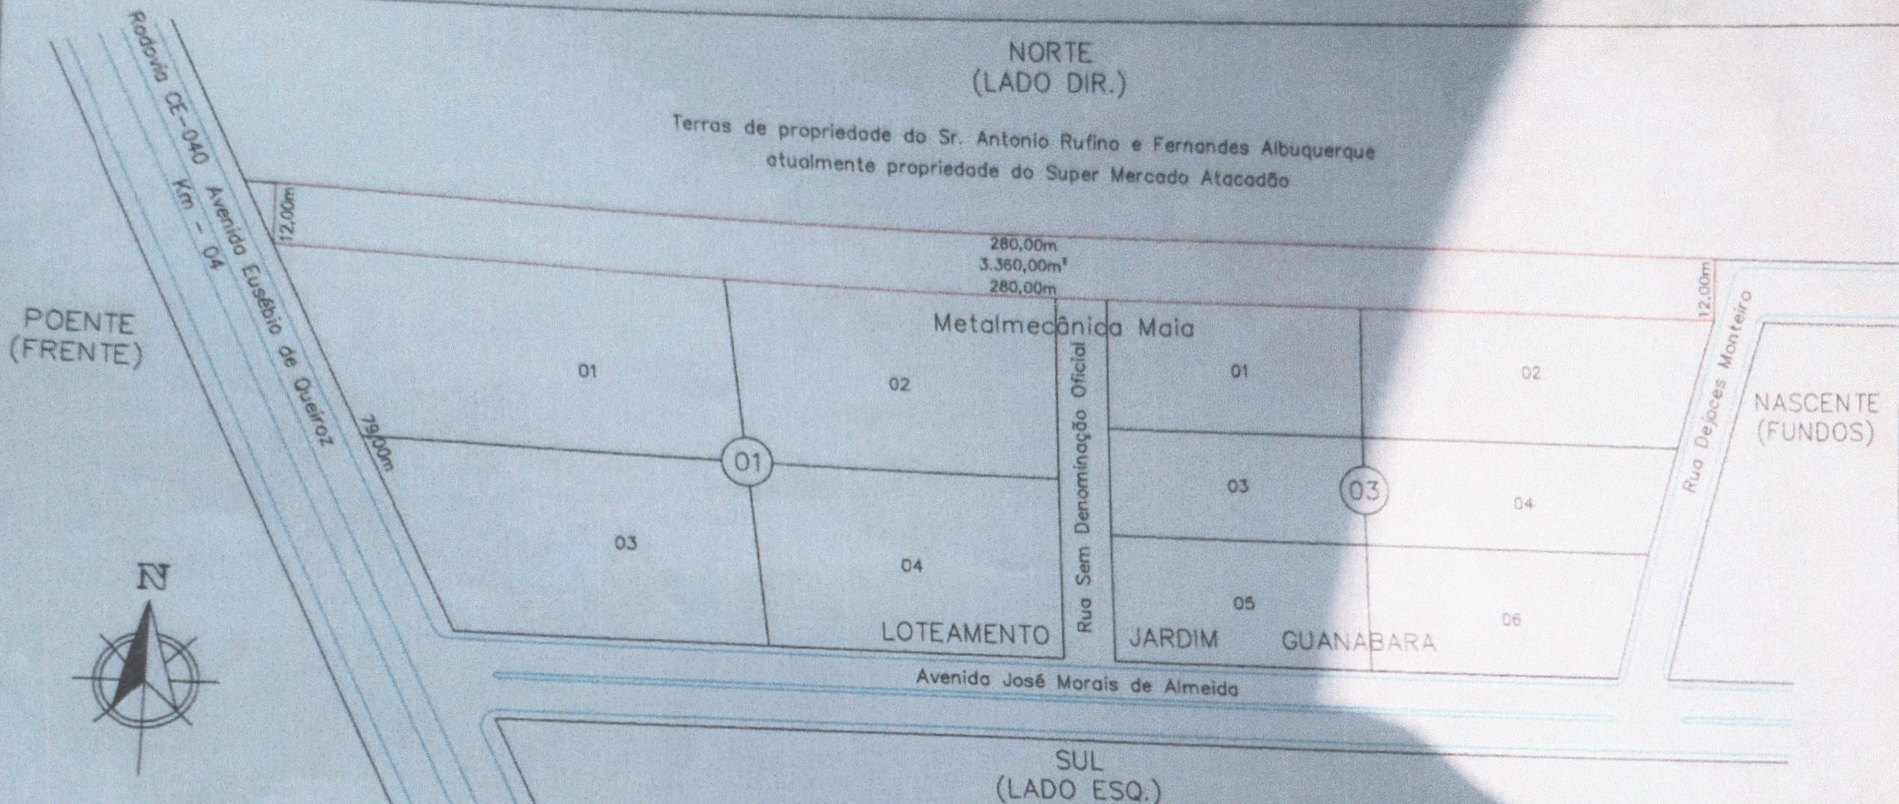 NORTE
(LADO DIR.)
Terras de propriedade do Sr. Antonio Rufino e Fernandes Albuquerque
atualmente propriedade do Super Mercado Atacadão
Rodovia CE-040 Avenida Eusébio de Queiroz
Km - 04
12,00m
280,00m
3.360,00m²
280,00m
12,00m
POENTE
(FRENTE)
Metalmecânica Maia
01
02
01
02
Rua Sem Denominação Oficial
Rua Dejoces Monteiro
NASCENTE
(FUNDOS)
79,00m
01
03
03
04
03
04
05
06
N
LOTEAMENTO JARDIM GUANABARA
Avenida José Morais de Almeida
SUL
(LADO ESQ.)